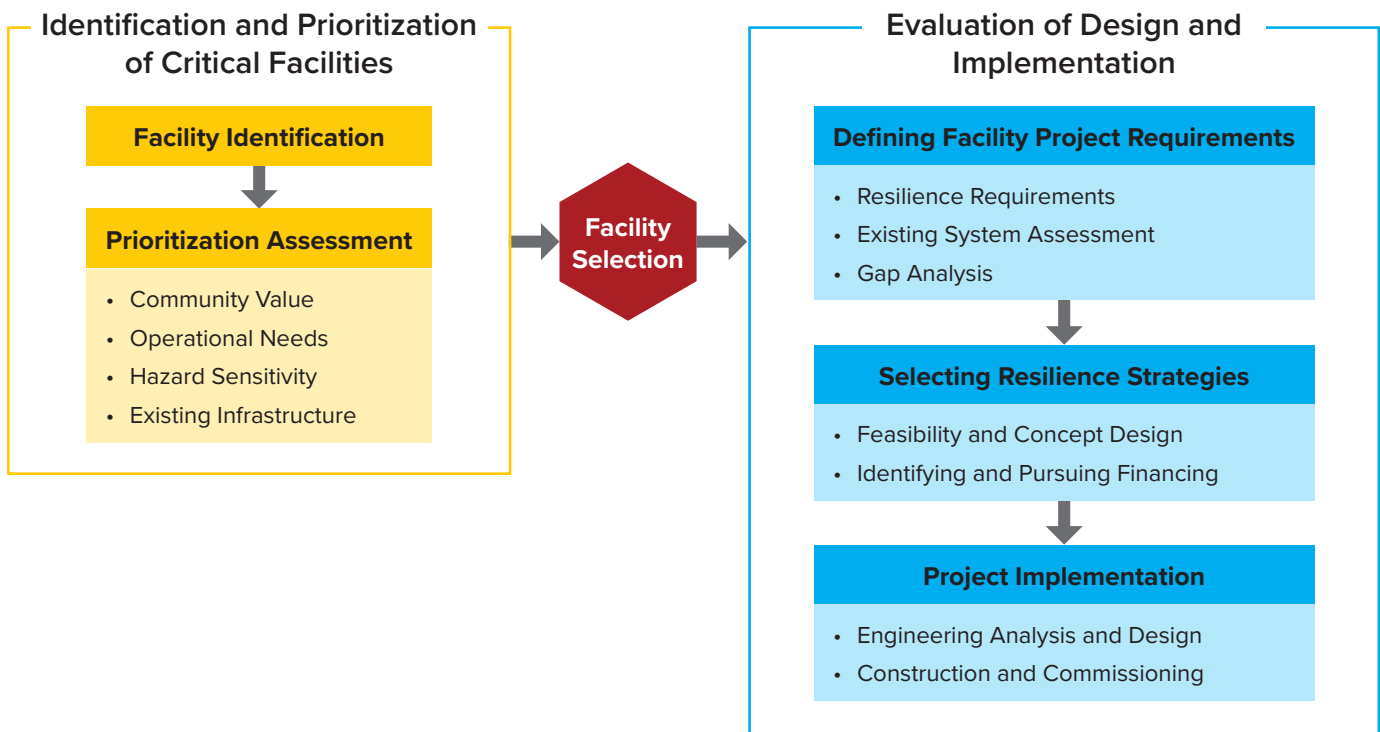 Identification and Prioritization
of Critical Facilities
Facility Identification
Prioritization Assessment
• Community Value
• Operational Needs
• Hazard Sensitivity
• Existing Infrastructure
Facility
Selection
Evaluation of Design and
Implementation
Defining Facility Project Requirements
• Resilience Requirements
• Existing System Assessment
• Gap Analysis
Selecting Resilience Strategies
• Feasibility and Concept Design
• Identifying and Pursuing Financing
Project Implementation
• Engineering Analysis and Design
• Construction and Commissioning